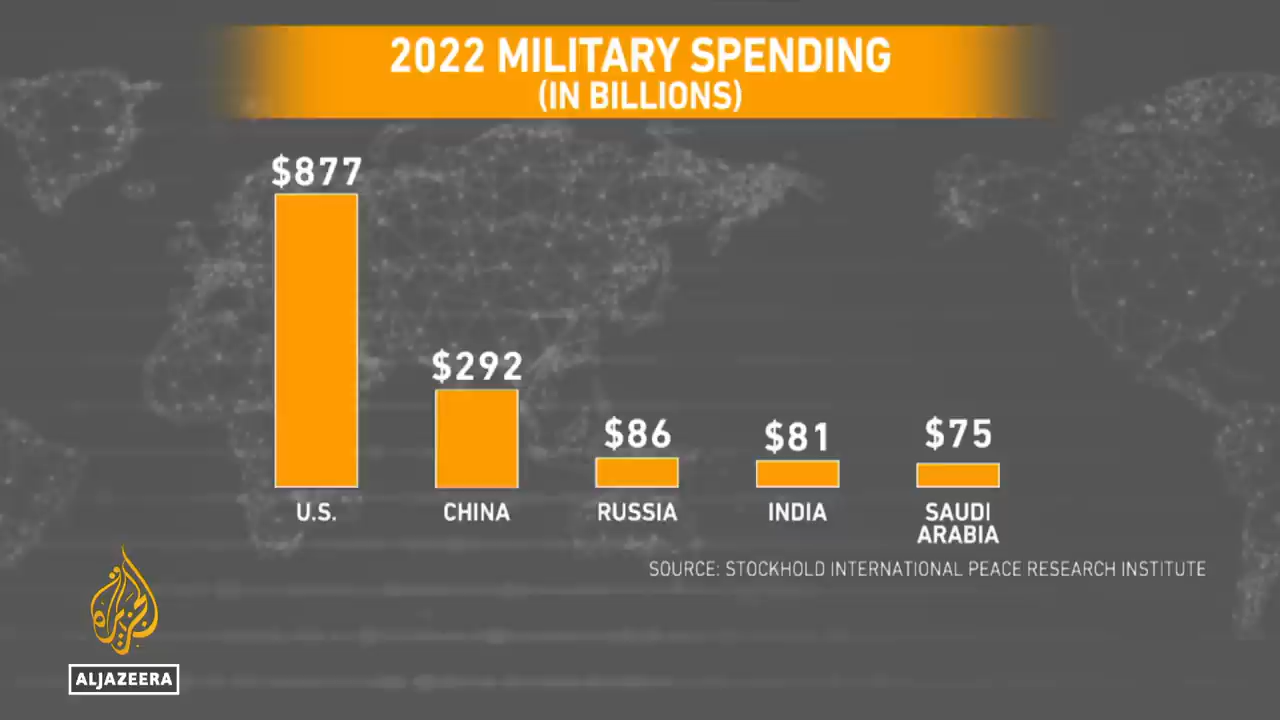 2022 MILITARY SPENDING
(IN BILLIONS)
$877
$292
$86
$81
$75
U.S.
CHINA
RUSSIA
INDIA
SAUDI
ARABIA
SOURCE: STOCKHOLD INTERNATIONAL PEACE RESEARCH INSTITUTE
الجزيرة
ALJAZEERA